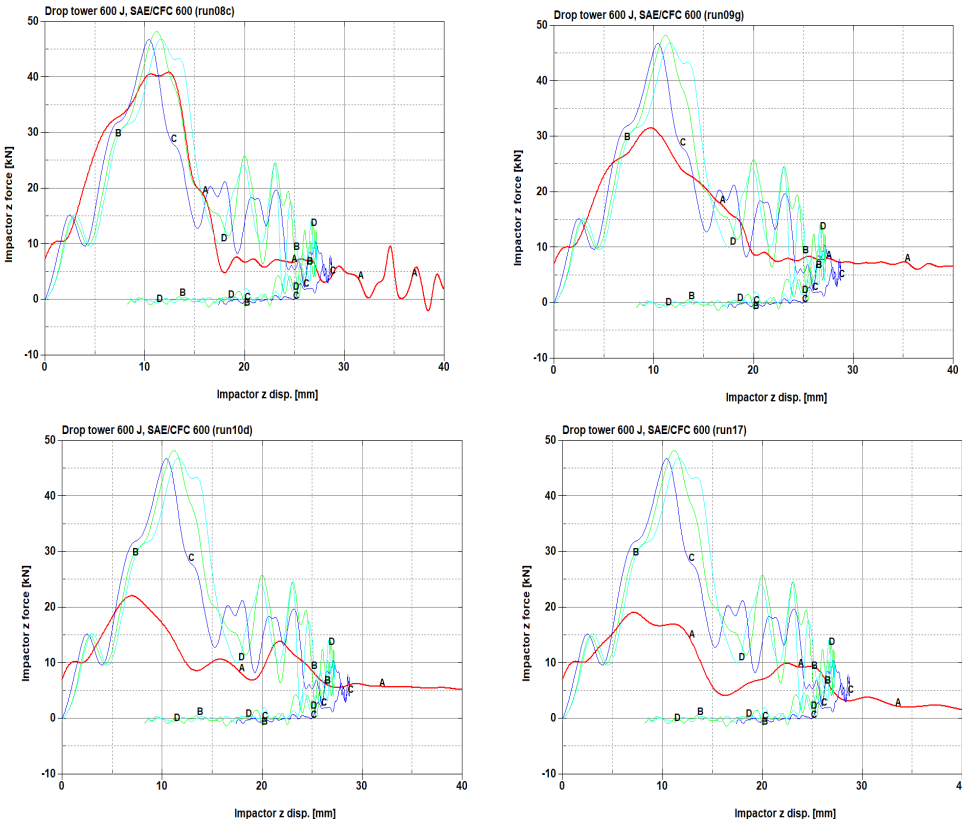 Drop tower 600 J, SAE/CFC 600 (run08c)
Impactor z force [kN]
50
40
30
20
10
0
-10
B
C
A
D
A
D
B
B
C
A
A
D
B
D
C
B
D
C
C
0
10
20
30
40
Impactor z disp. [mm]
Drop tower 600 J, SAE/CFC 600 (run09g)
Impactor z force [kN]
50
40
30
20
10
0
-10
B
C
A
D
D
B
A
A
B
C
C
D
B
D
D
C
B
C
0
10
20
30
40
Impactor z disp. [mm]
Drop tower 600 J, SAE/CFC 600 (run10d)
Impactor z force [kN]
50
40
30
20
10
0
-10
B
C
D
D
A
B
B
A
C
C
D
D
B
D
C
B
C
0
10
20
30
40
Impactor z disp. [mm]
Drop tower 600 J, SAE/CFC 600 (run17)
Impactor z force [kN]
50
40
30
20
10
0
-10
B
C
A
D
D
A
B
B
C
C
D
A
D
B
D
C
B
C
0
10
20
30
40
Impactor z disp. [mm]